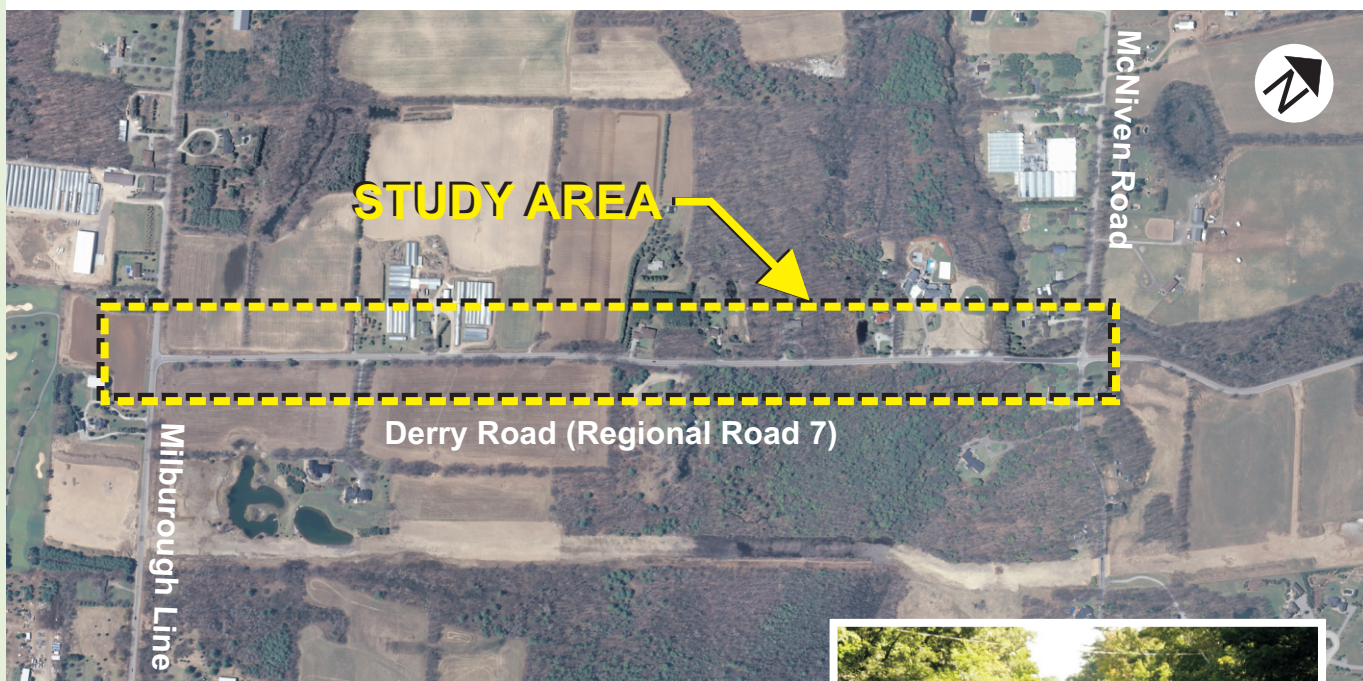 McNiven Road
N
STUDY AREA
Derry Road (Regional Road 7)
Milburough Line